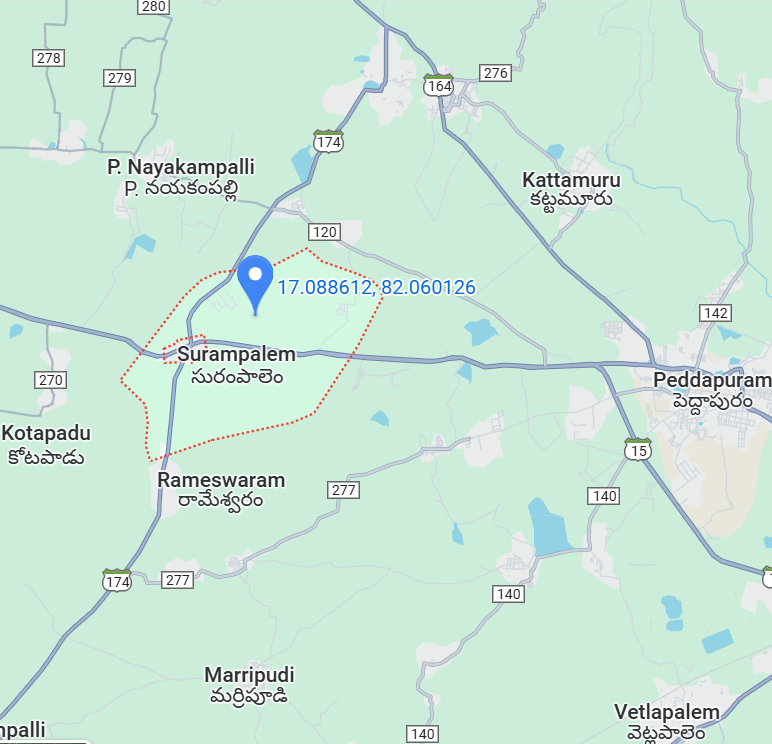 280
278
279
276
164
174
P. Nayakampalli
P. నయకంపల్లి
Kattamuru
కట్టమూరు
120
17.088612, 82.060126
142
Surampalem
సురంపాలెం
270
Peddapuram
పెద్దాపురం
Kotapadu
కోటపాడు
15
Rameswaram
రామేశ్వరం
277
140
174
277
140
Marripudi
మర్రిపూడి
Vetlapalem
వెట్లపాలెం
140